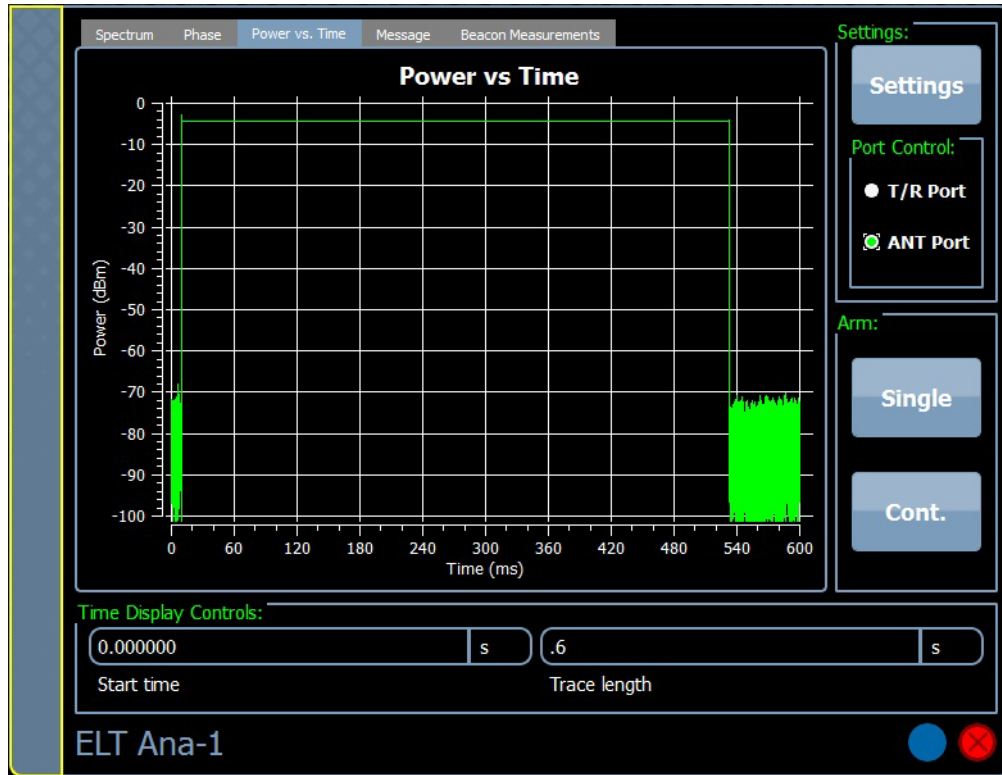 Spectrum Phase Power vs. Time Message Beacon Measurements
Power vs Time
0
-10
-20
-30
-40
-50
-60
-70
-80
-90
-100
Power (dBm)
0 60 120 180 240 300 360 420 480 540 600
Time (ms)
Settings:
Settings
Port Control:
T/R Port
ANT Port
Arm:
Single
Cont.
Time Display Controls:
0.000000 s .6 s
Start time Trace length
ELT Ana-1